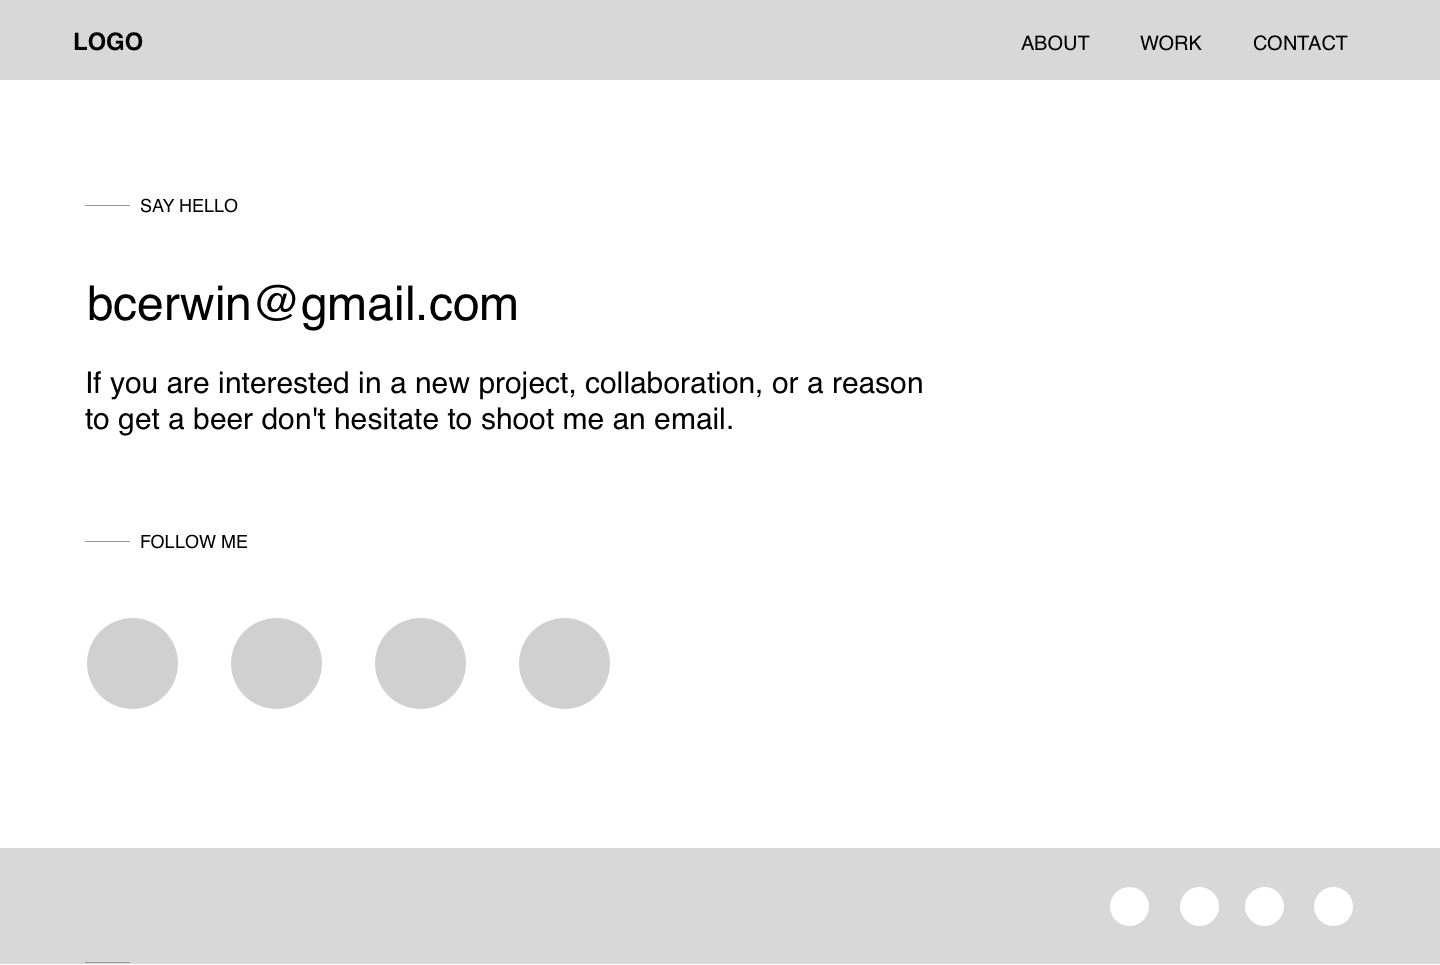 LOGO
ABOUT WORK CONTACT
SAY HELLO
bcerwin@gmail.com
If you are interested in a new project, collaboration, or a reason
to get a beer don't hesitate to shoot me an email.
FOLLOW ME